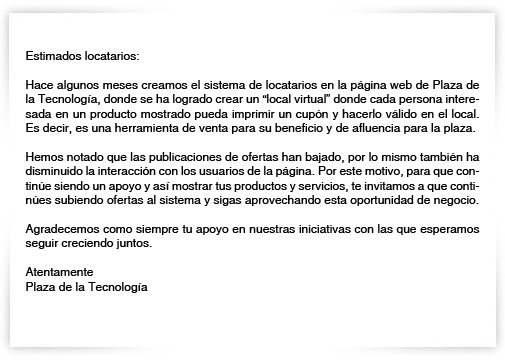 Estimados locatarios:
Hace algunos meses creamos el sistema de locatarios en la página web de Plaza de
la Tecnología, donde se ha logrado crear un “local virtual” donde cada persona intere-
sada en un producto mostrado pueda imprimir un cupón y hacerlo válido en el local.
Es decir, es una herramienta de venta para su beneficio y de afluencia para la plaza.
Hemos notado que las publicaciones de ofertas han bajado, por lo mismo también ha
disminuido la interacción con los usuarios de la página. Por este motivo, para que con-
tinúe siendo un apoyo y así mostrar tus productos y servicios, te invitamos a que conti-
núes subiendo ofertas al sistema y sigas aprovechando esta oportunidad de negocio.
Agradecemos como siempre tu apoyo en nuestras iniciativas con las que esperamos
seguir creciendo juntos.
Atentamente
Plaza de la Tecnología